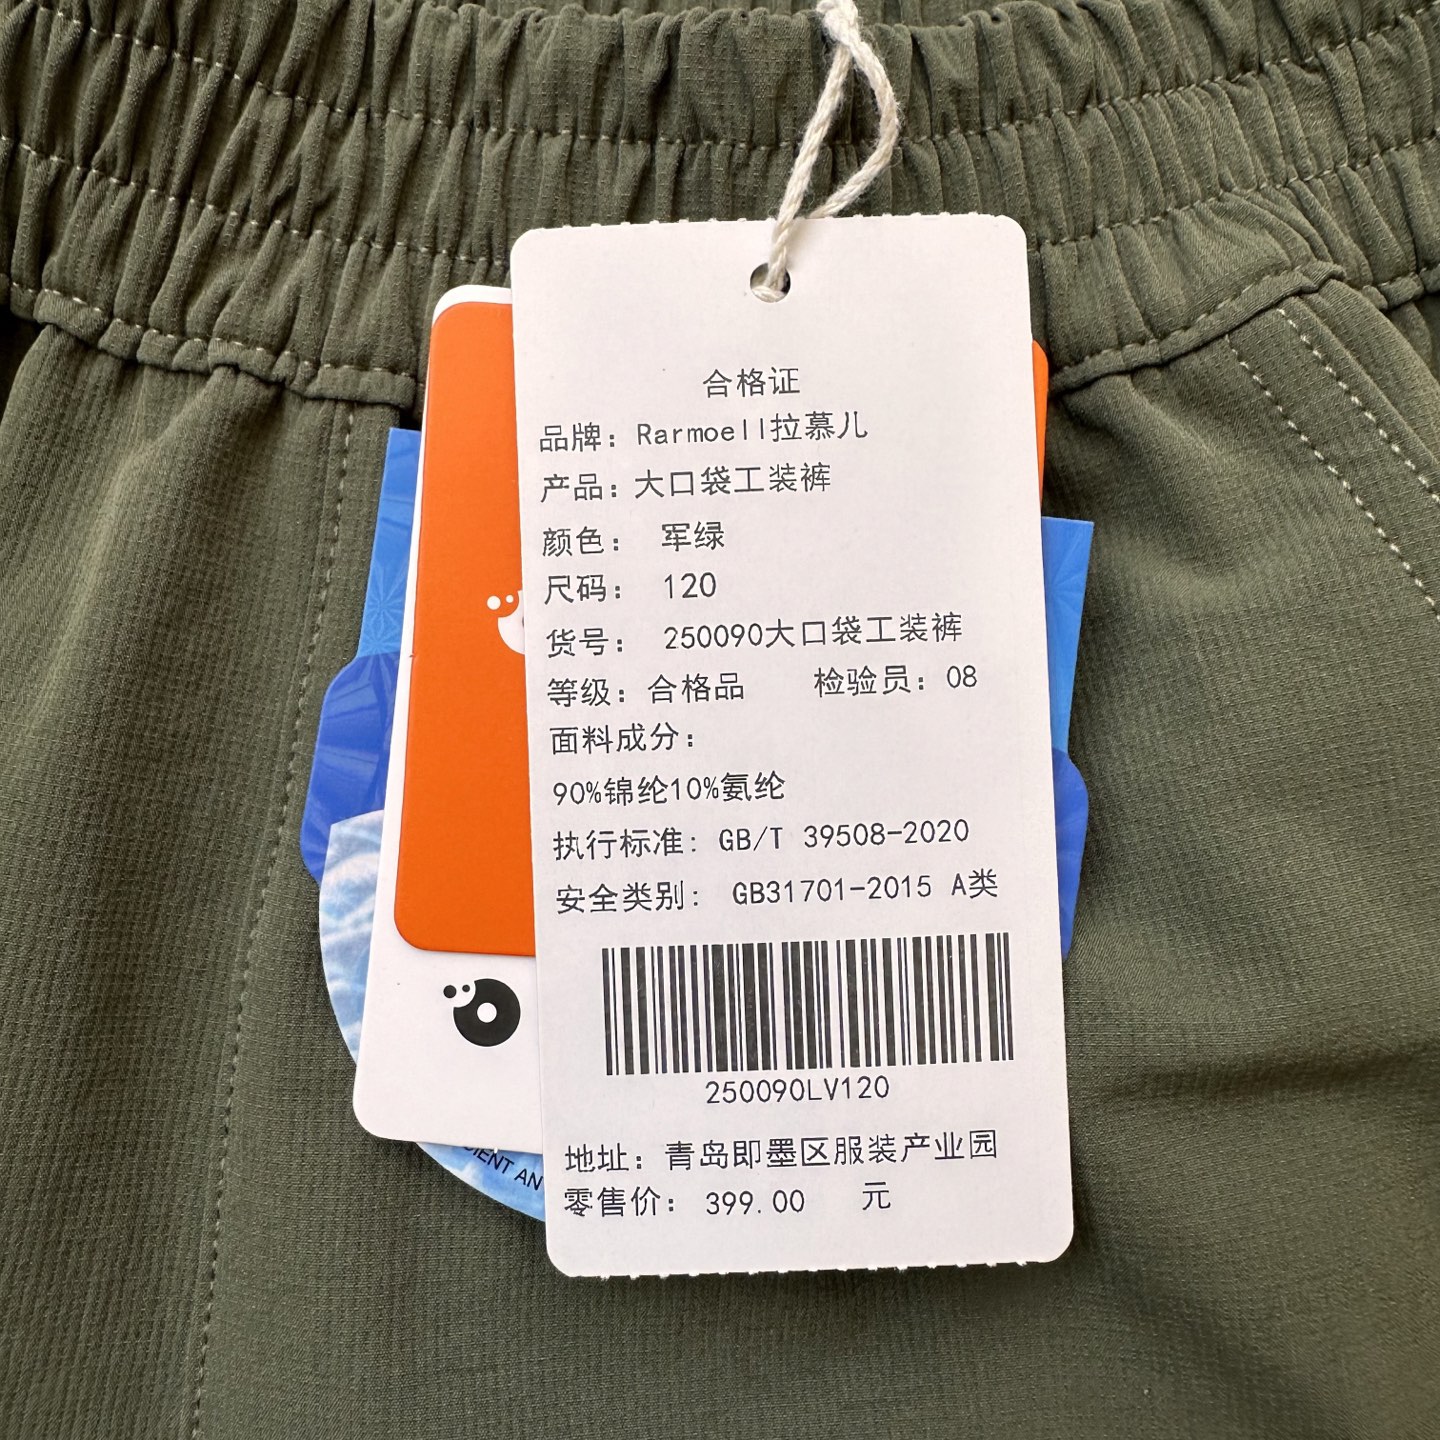 合格证
品牌：Rarmoell拉慕儿
产品：大口袋工装裤
颜色： 军绿
尺码： 120
货号： 250090大口袋工装裤
等级：合格品 检验员：08
面料成分：
90%锦纶10%氨纶
执行标准：GB/T 39508-2020
安全类别： GB31701-2015 A类
250090LV120
地址：青岛即墨区服装产业园
零售价： 399.00 元
AN